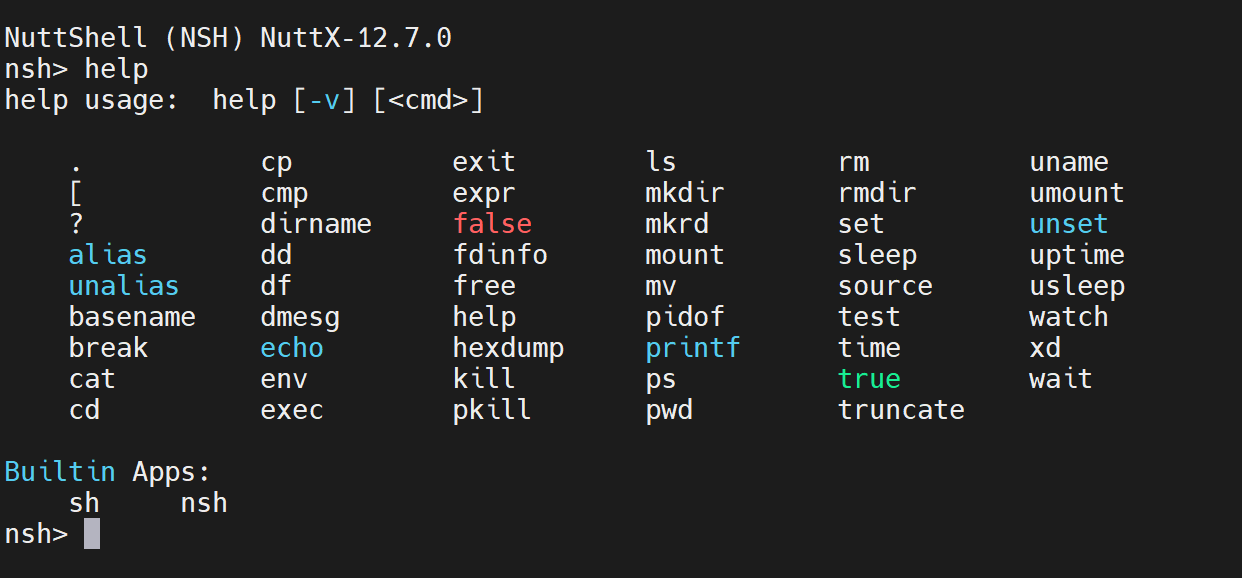 NuttShell (NSH) NuttX-12.7.0
nsh> help
help usage:  help [-v] [<cmd>]

    .           cp          exit        ls          rm          uname
    [           cmp         expr        mkdir       rmdir       umount
    ?           dirname     false       mkrd        set         unset
    alias       dd          fdinfo      mount       sleep       uptime
    unalias     df          free        mv          source      usleep
    basename    dmesg       help        pidof       test        watch
    break       echo        hexdump     printf      time        xd
    cat         env         kill        ps          true        wait
    cd          exec        pkill       pwd         truncate

Builtin Apps:
    sh     nsh
nsh>